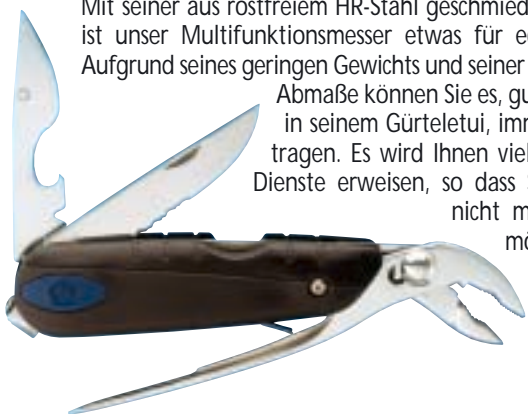 Mit seiner aus rostfreiem HR-Stahl geschmied
ist unser Multifunktionsmesser etwas für e
Aufgrund seines geringen Gewichts und seiner
Abmaße können Sie es, gu
in seinem Gürteletui, imm
tragen. Es wird Ihnen viel
Dienste erweisen, so dass
nicht m
mö